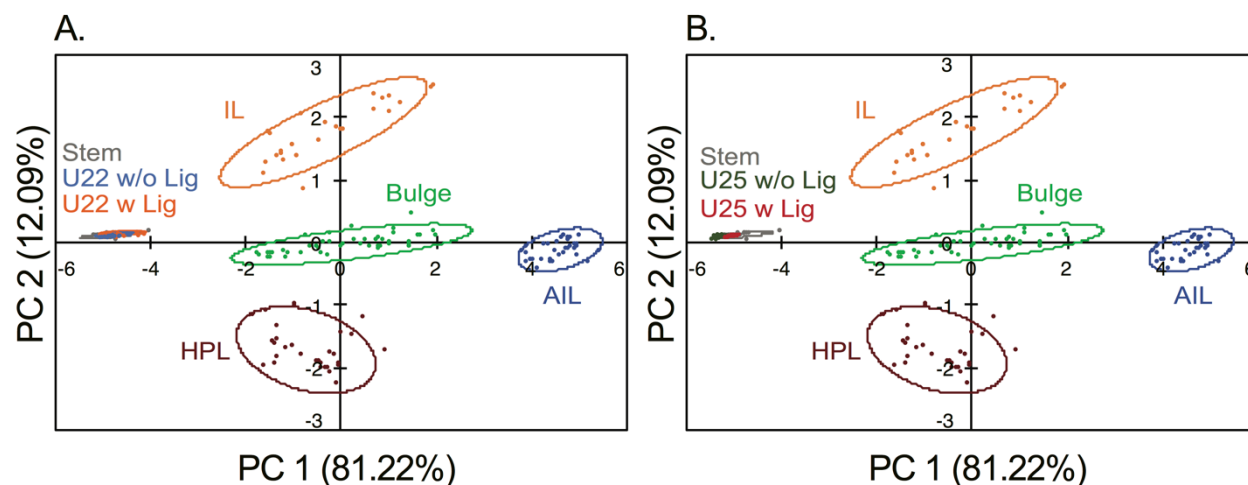 A.
PC 2 (12.09%)
3
2
1
0
-1
-2
-3
-6
-4
0
2
4
6
IL
Stem
U22 w/o Lig
U22 w Lig
Bulge
AIL
HPL
PC 1 (81.22%)
B.
PC 2 (12.09%)
3
2
1
0
-1
-2
-3
-6
-4
-2
0
2
4
6
IL
Stem
U25 w/o Lig
U25 w Lig
Bulge
AIL
HPL
PC 1 (81.22%)